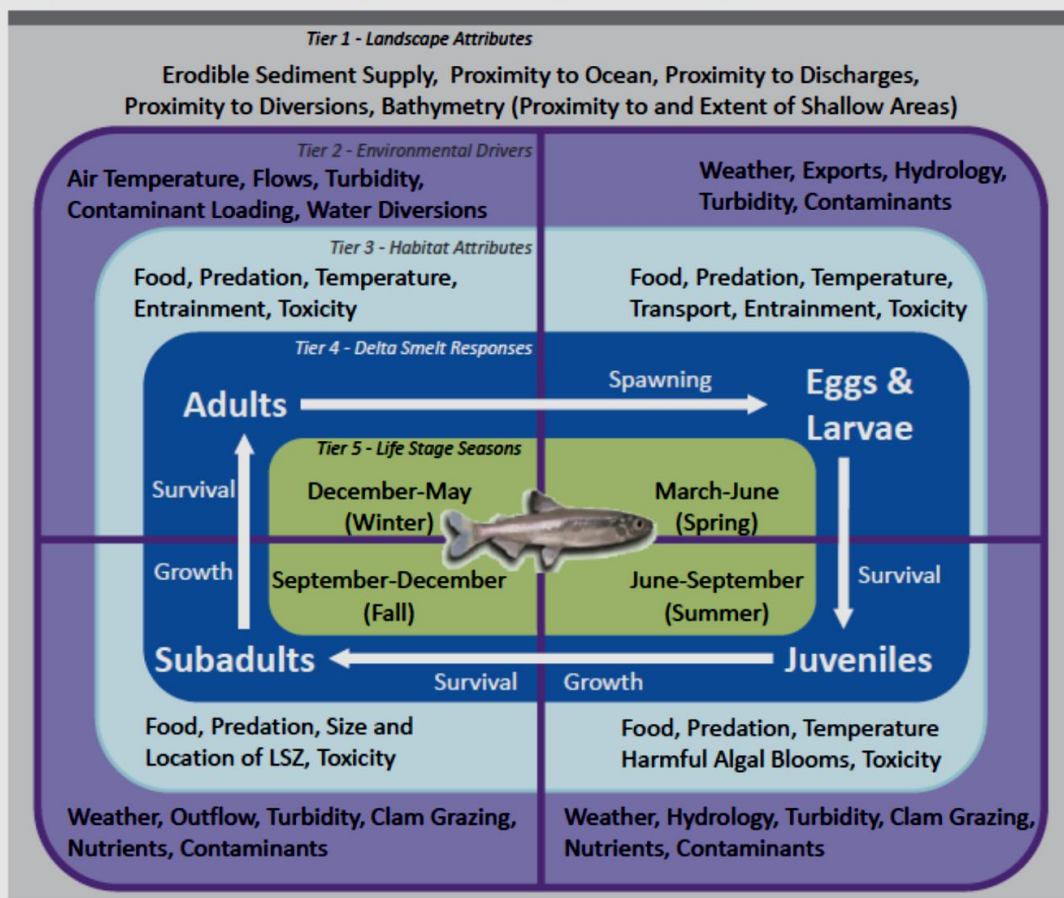 Tier 1 - Landscape Attributes
Erodible Sediment Supply, Proximity to Ocean, Proximity to Discharges,
Proximity to Diversions, Bathymetry (Proximity to and Extent of Shallow Areas)
Tier 2 - Environmental Drivers
Air Temperature, Flows, Turbidity,
Contaminant Loading, Water Diversions
Weather, Exports, Hydrology,
Turbidity, Contaminants
Tier 3 - Habitat Attributes
Food, Predation, Temperature,
Entrainment, Toxicity
Food, Predation, Temperature,
Transport, Entrainment, Toxicity
Tier 4 - Delta Smelt Responses
Adults
Spawning
Eggs &
Larvae
Tier 5 - Life Stage Seasons
Survival
December-May
(Winter)
March-June
(Spring)
Growth
September-December
(Fall)
June-September
(Summer)
Survival
Subadults
Survival
Growth
Juveniles
Food, Predation, Size and
Location of LSZ, Toxicity
Food, Predation, Temperature
Harmful Algal Blooms, Toxicity
Weather, Outflow, Turbidity, Clam Grazing,
Nutrients, Contaminants
Weather, Hydrology, Turbidity, Clam Grazing,
Nutrients, Contaminants